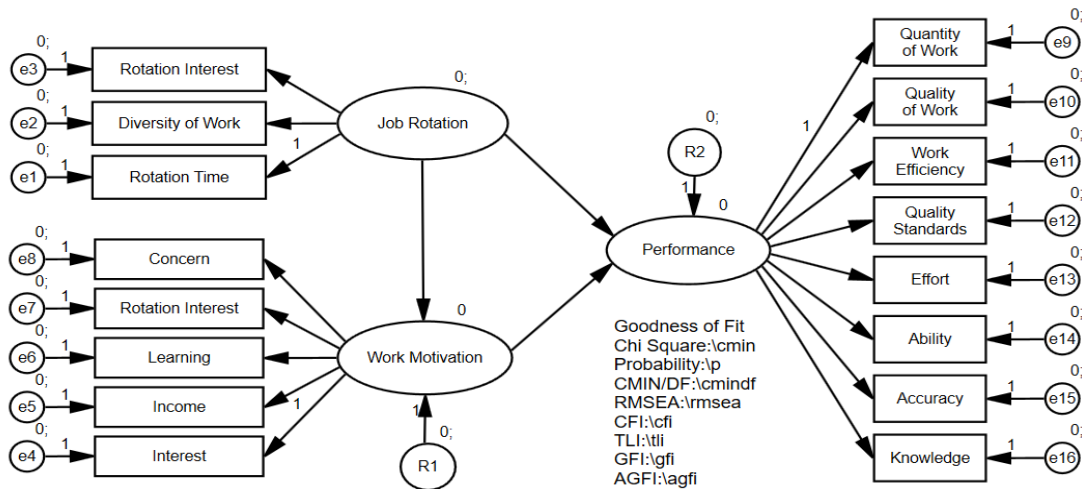 0;
e3
1
Rotation Interest
0;
e2
1
Diversity of Work
0;
e1
1
Rotation Time
0;
Job Rotation
1
0;
e8
1
Concern
0;
e7
1
Rotation Interest
0;
e6
1
Learning
0;
e5
1
Income
0;
e4
1
Interest
0
Work Motivation
1
1
0;
R1
0;
R2
1
0
Performance
1
Quantity
of Work
1
0;
e9
Quality
of Work
1
0;
e10
Work
Efficiency
1
0;
e11
Quality
Standards
1
0;
e12
Effort
1
0;
e13
Ability
1
0;
e14
Accuracy
1
0;
e15
Knowledge
1
0;
e16
Goodness of Fit
Chi Square:\cmin
Probability:\p
CMIN/DF:\cmindf
RMSEA:\rmsea
CFI:\cfi
TLI:\tli
GFI:\gfi
AGFI:\agfi